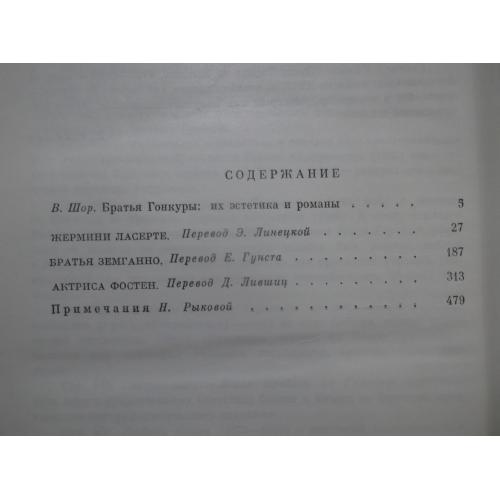 СОДЕРЖАНИЕ
В. Шор. Братья Гонкуры: их эстетика и романы . . . . . 5
ЖЕРМИНИ ЛАСЕРТЕ. Перевод Э. Линецкой . . . . . . . 27
БРАТЬЯ ЗЕМГАННО, Перевод Е. Гунста . . . . . . . . . 187
АКТРИСА ФОСТЕН. Перевод Д. Лившиц . . . . . . . . . 313
Примечания Н. Рыковой . . . . . . . . . . . . . 479